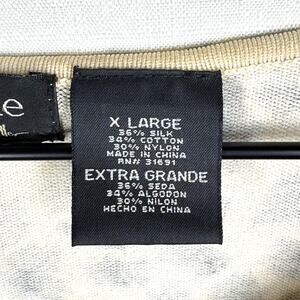 X LARGE
36% SILK
34% COTTON
30% NYLON
MADE IN CHINA
RN# 31691
EXTRA GRANDE
36% SEDA
34% ALGODON
30% NILON
HECHO EN CHINA